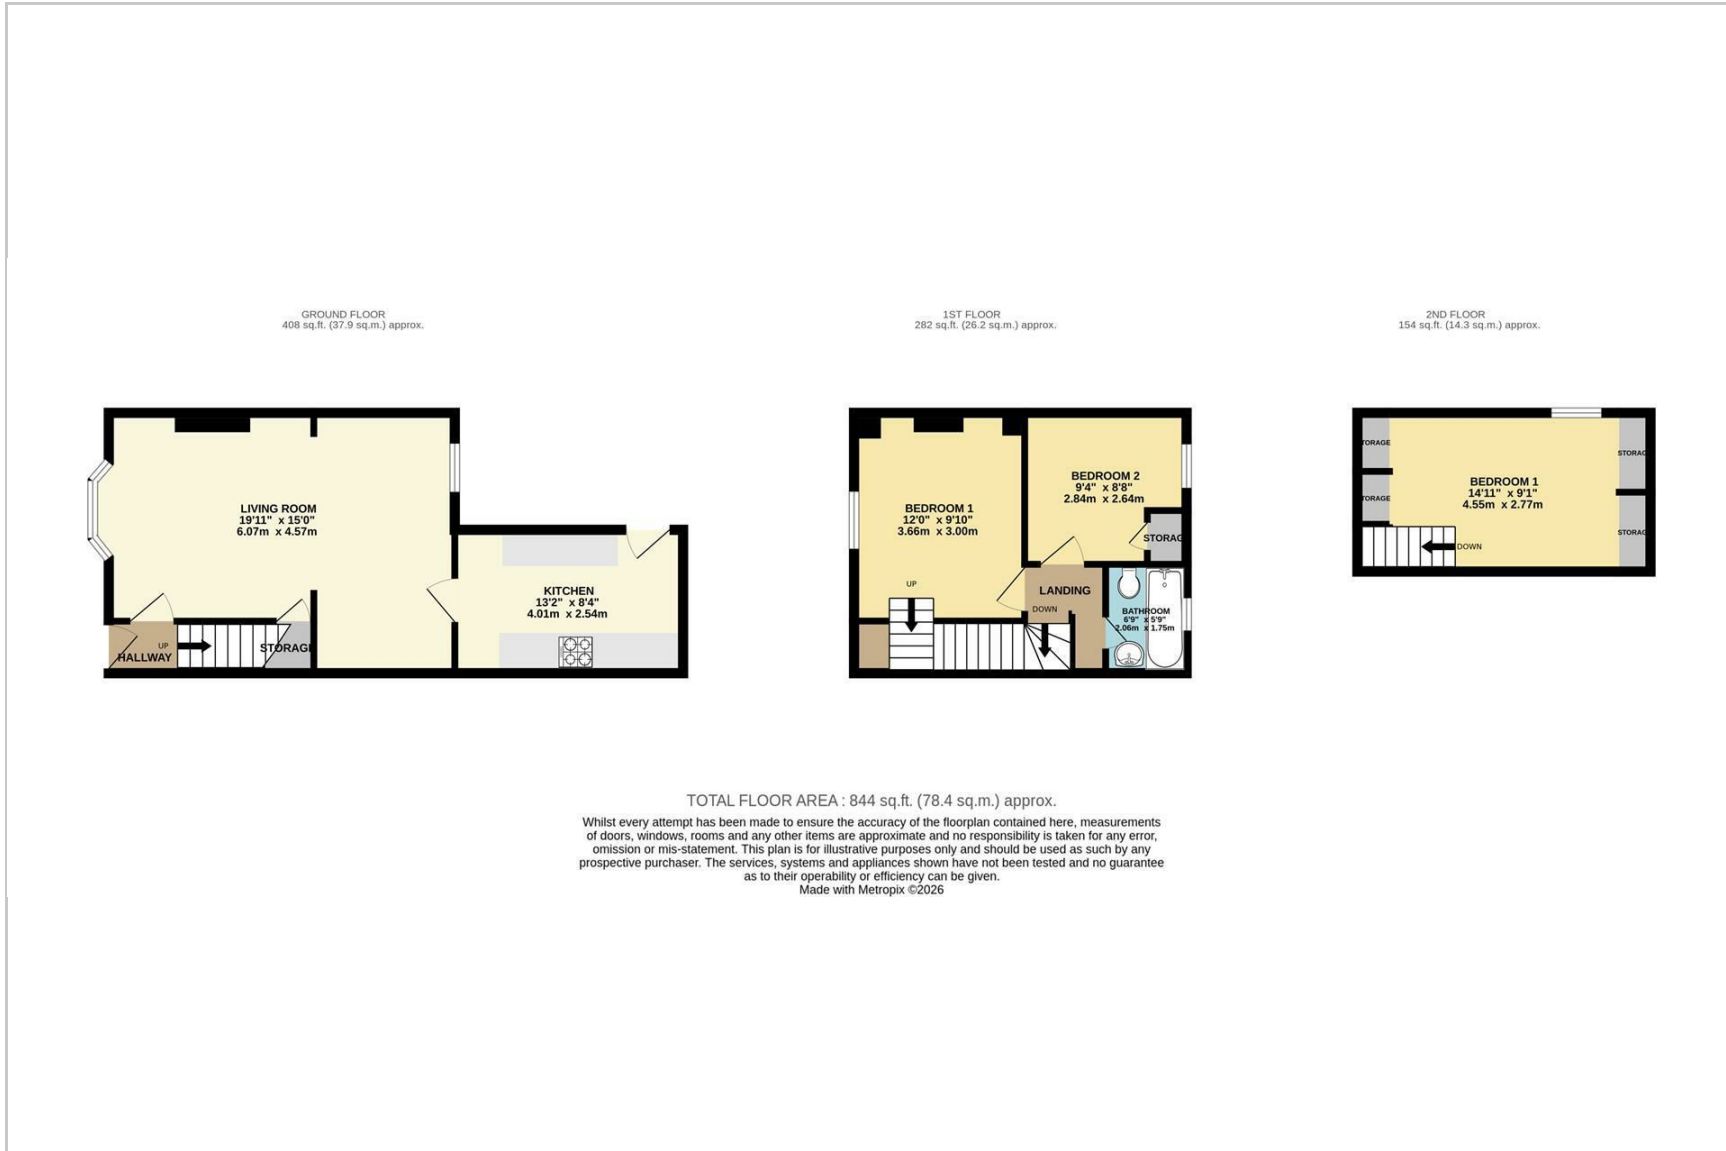 GROUND FLOOR
408 sq.ft. (37.9 sq.m.) approx.
LIVING ROOM
19'11" x 15'0"
6.07m x 4.57m
KITCHEN
13'2" x 8'4"
4.01m x 2.54m
UP
HALLWAY
STORAGE
1ST FLOOR
282 sq.ft. (26.2 sq.m.) approx.
BEDROOM 1
12'0" x 9'10"
3.66m x 3.00m
BEDROOM 2
9'4" x 8'8"
2.84m x 2.64m
STORAG
UP
LANDING
DOWN
BATHROOM
6'9" x 5'9"
2.06m x 1.75m
2ND FLOOR
154 sq.ft. (14.3 sq.m.) approx.
TORAGE
STORAG
BEDROOM 1
14'11" x 9'1"
4.55m x 2.77m
TORAGE
STORAG
DOWN
TOTAL FLOOR AREA : 844 sq.ft. (78.4 sq.m.) approx.
Whilst every attempt has been made to ensure the accuracy of the floorplan contained here, measurements
of doors, windows, rooms and any other items are approximate and no responsibility is taken for any error,
omission or mis-statement. This plan is for illustrative purposes only and should be used as such by any
prospective purchaser. The services, systems and appliances shown have not been tested and no guarantee
as to their operability or efficiency can be given.
Made with Metropix ©2026